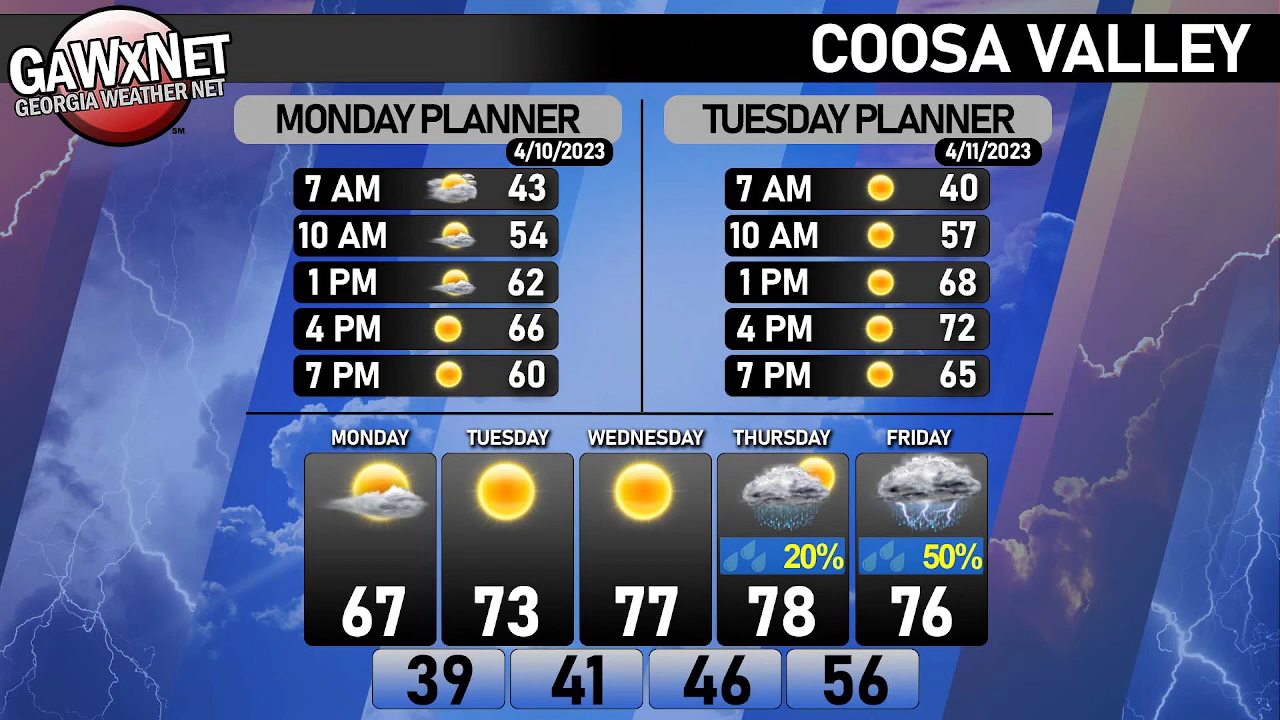 GAWxNET
GEORGIA WEATHER NET
SM
COOSA VALLEY
MONDAY PLANNER
4/10/2023
7 AM 43
10 AM 54
1 PM 62
4 PM 66
7 PM 60
TUESDAY PLANNER
4/11/2023
7 AM 40
10 AM 57
1 PM 68
4 PM 72
7 PM 65
MONDAY TUESDAY WEDNESDAY THURSDAY FRIDAY
20% 50%
67 73 77 78 76
39 41 46 56